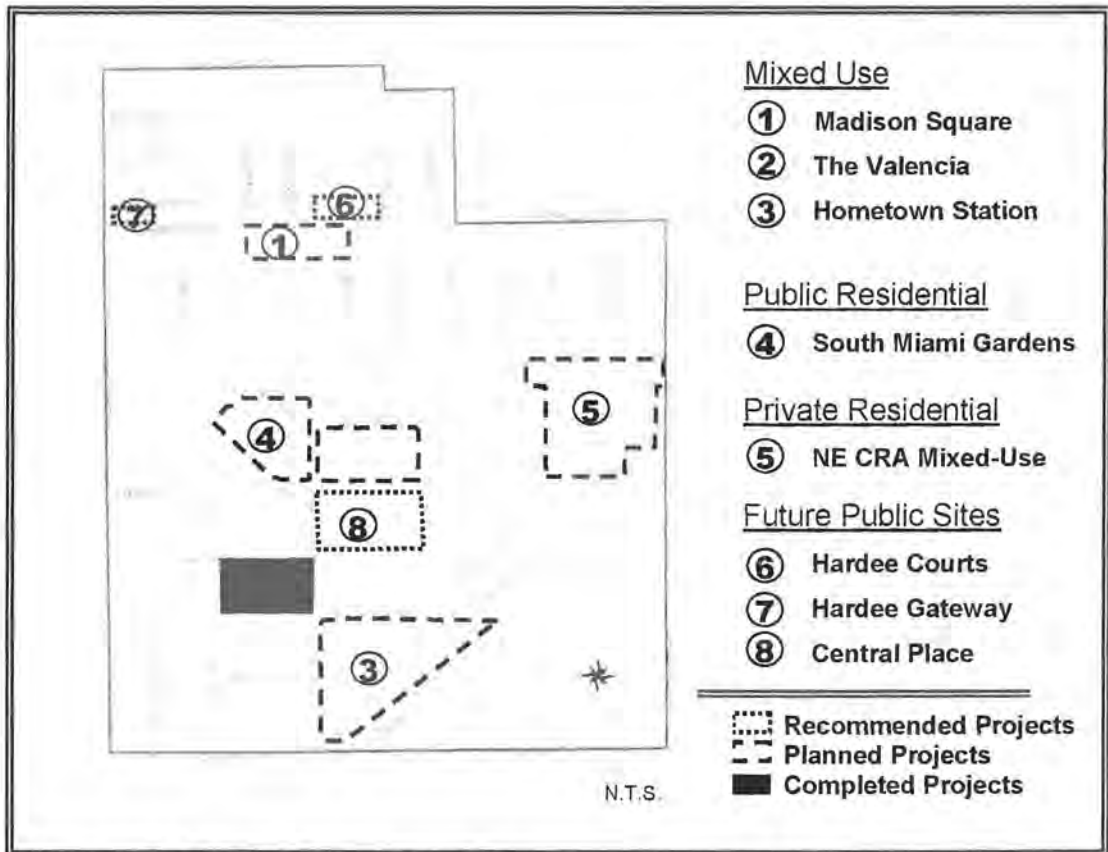 7
6
1
4
5
8
3
N.T.S.
Mixed Use
1 Madison Square
2 The Valencia
3 Hometown Station
Public Residential
4 South Miami Gardens
Private Residential
5 NE CRA Mixed-Use
Future Public Sites
6 Hardee Courts
7 Hardee Gateway
8 Central Place
Recommended Projects
Planned Projects
Completed Projects